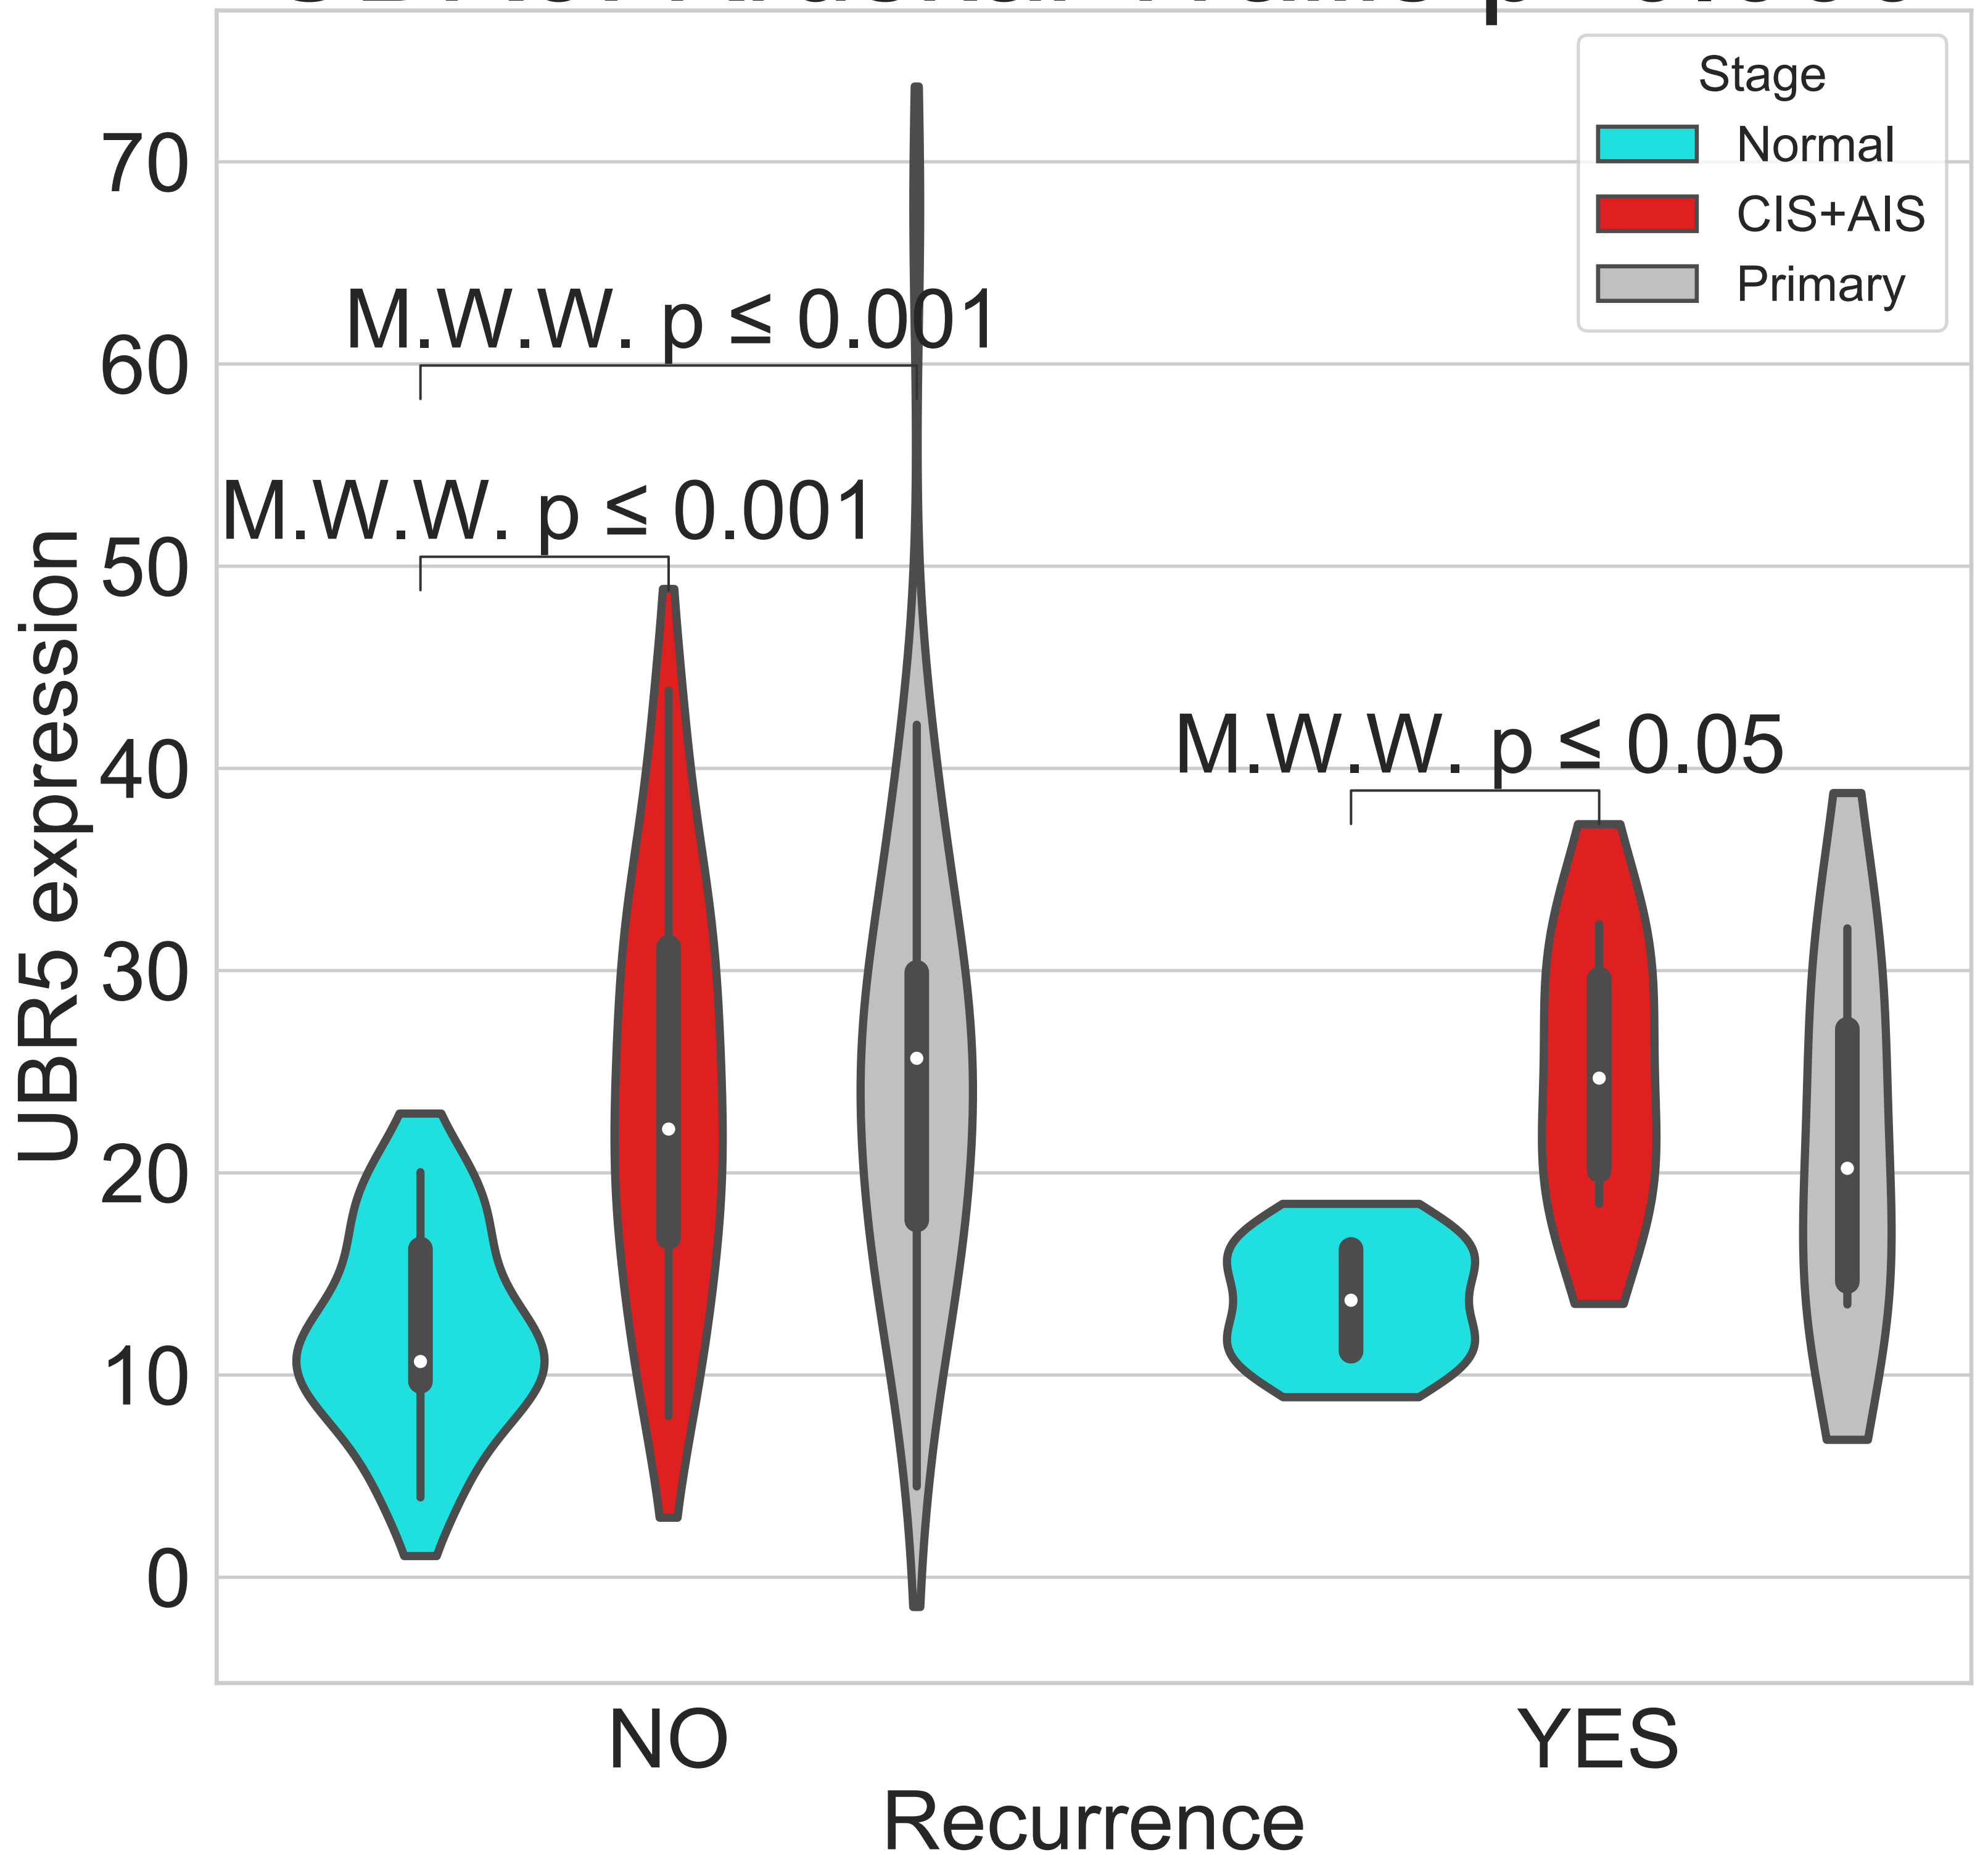 Stage
Normal
CIS+AIS
Primary
M.W.W. p ≤ 0.001
M.W.W. p ≤ 0.001
M.W.W. p ≤ 0.05
70
60
50
40
30
20
10
0
UBR5 expression
NO
YES
Recurrence